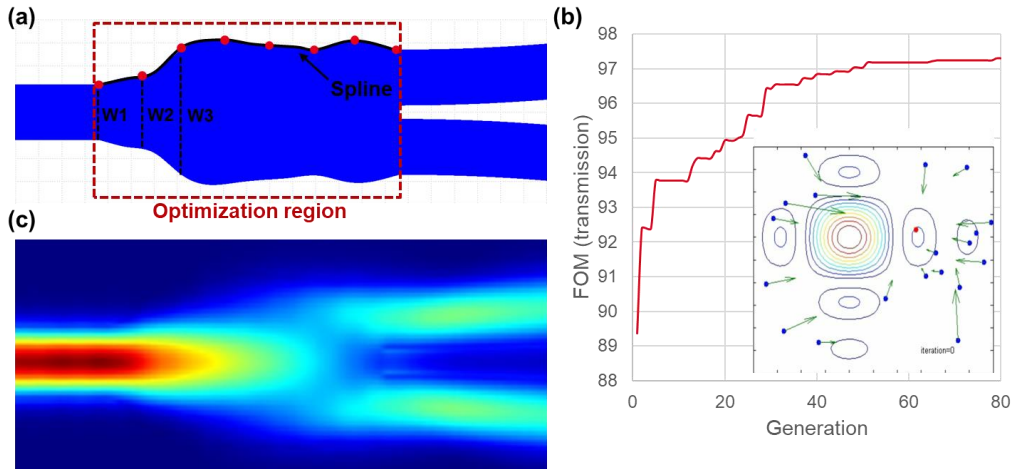 (a)
W1 W2 W3
Spline
Optimization region
(b)
FOM (transmission)
98
97
96
95
94
93
92
91
90
89
88
iteration=0
0 20 40 60 80
Generation
(c)